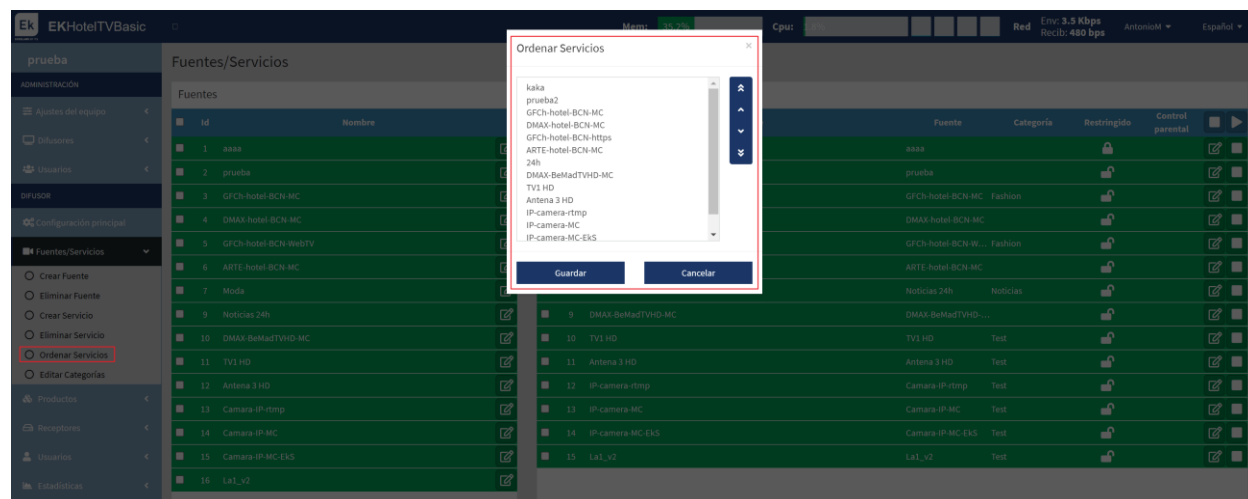 Ek EKHotelTVBasic
Mem: 35.2% Cpu: Red Env: 3.5 Kbps Recib: 480 bps AntonioM Español
prueba
ADMINISTRACIÓN
Ajustes del equipo
Difusores
Usuarios
DIFUSOR
Configuración principal
Fuentes/Servicios
Crear Fuente
Eliminar Fuente
Crear Servicio
Eliminar Servicio
Ordenar Servicios
Editar Categorías
Productos
Receptores
Usuarios
Estadísticas
Fuentes/Servicios
Fuentes
Id Nombre
1 aaaa
2 prueba
3 GFCh-hotel-BCN-MC
4 DMAX-hotel-BCN-MC
5 GFCh-hotel-BCN-WebTV
6 ARTE-hotel-BCN-MC
7 Moda
9 Noticias 24h
10 DMAX-BeMadTVHD-MC
11 TV1 HD
12 Antena 3 HD
13 Camara-IP-rtmp
14 Camara-IP-MC
15 Camara-IP-MC-EkS
16 La1_v2
Ordenar Servicios
kaka
prueba2
GFCh-hotel-BCN-MC
DMAX-hotel-BCN-MC
GFCh-hotel-BCN-https
ARTE-hotel-BCN-MC
24h
DMAX-BeMadTVHD-MC
TV1 HD
Antena 3 HD
IP-camera-rtmp
IP-camera-MC
IP-camera-MC-EkS
Guardar Cancelar
Fuente Categoría Restringido Control parental
aaaa
prueba
GFCh-hotel-BCN-MC Fashion
DMAX-hotel-BCN-MC
GFCh-hotel-BCN-W... Fashion
ARTE-hotel-BCN-MC
Noticias 24h Noticias
9 DMAX-BeMadTVHD-MC DMAX-BeMadTVHD-...
10 TV1 HD TV1 HD Test
11 Antena 3 HD Antena 3 HD Test
12 IP-camera-rtmp Camara-IP-rtmp Test
13 IP-camera-MC Camara-IP-MC Test
14 IP-camera-MC-EkS Camara-IP-MC-EkS Test
15 La1_v2 La1_v2 Test